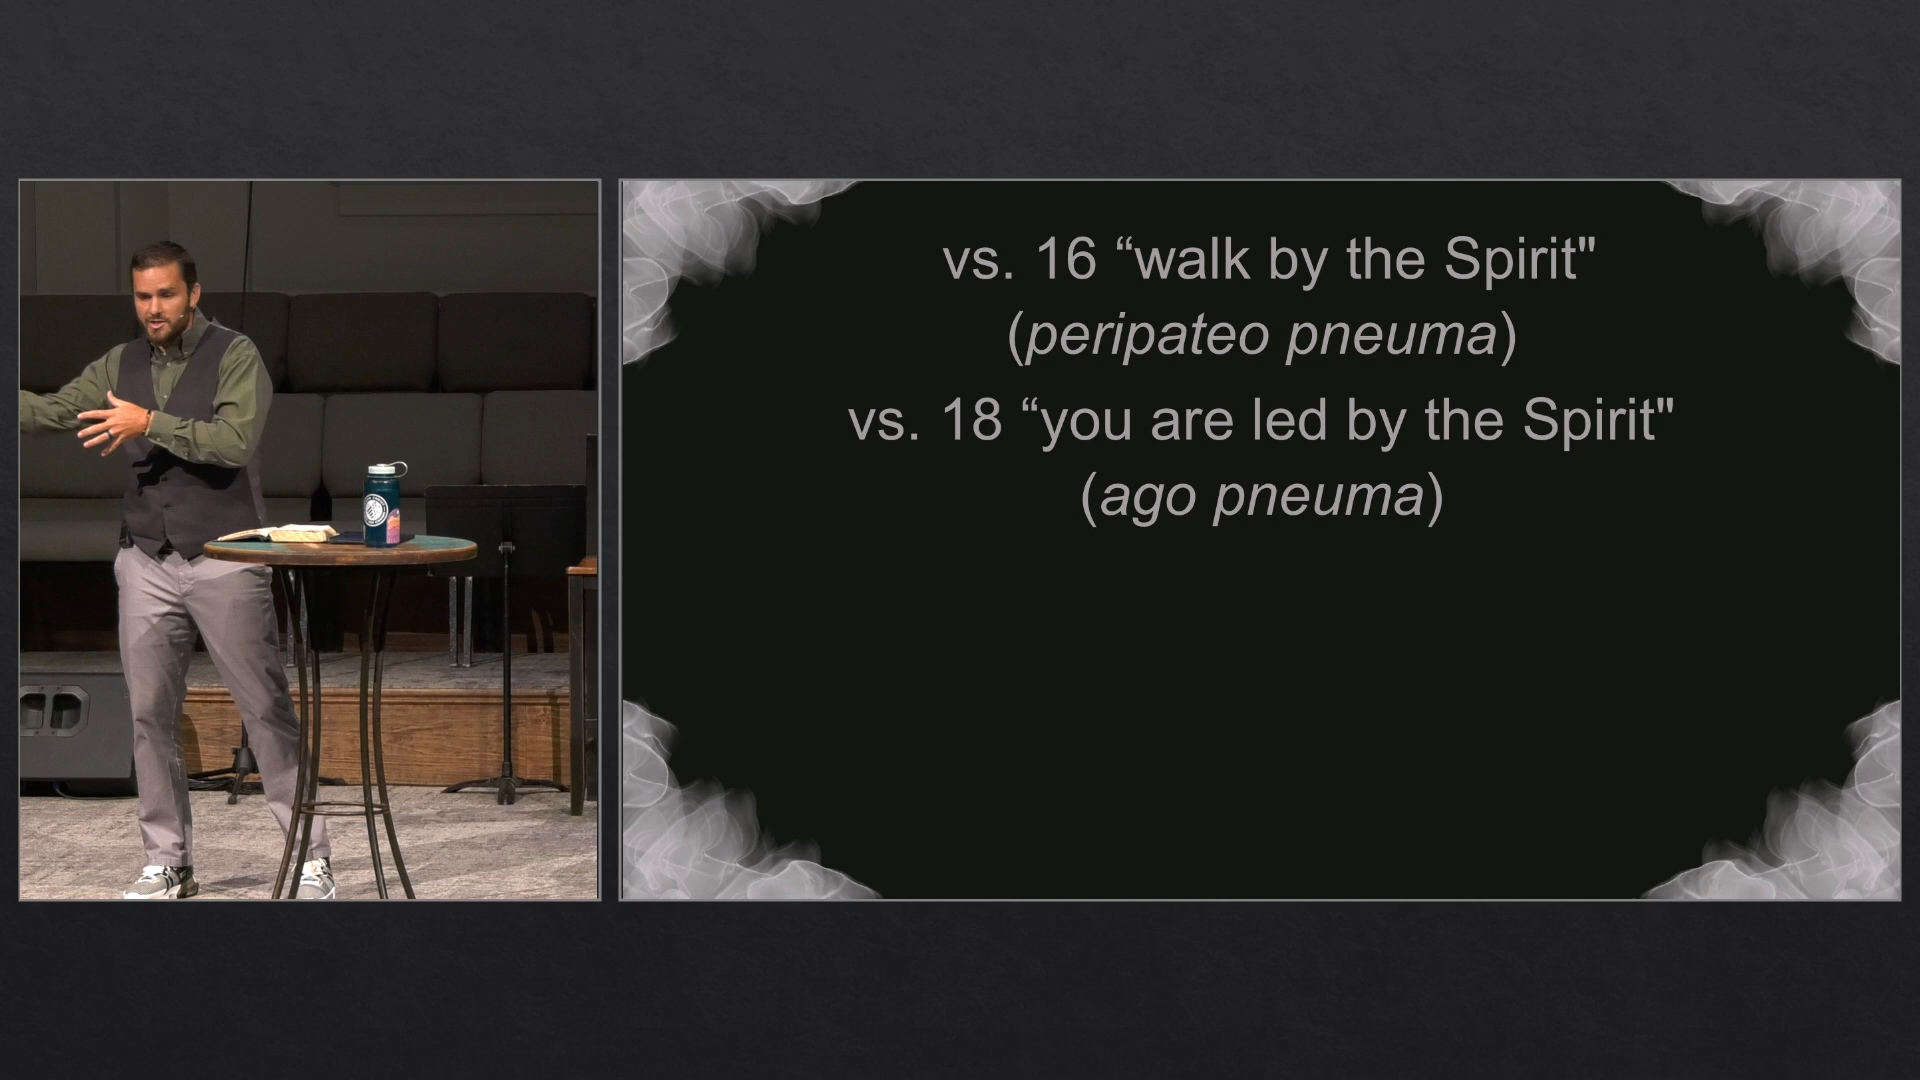 vs. 16 “walk by the Spirit"
(peripateo pneuma)
vs. 18 “you are led by the Spirit"
(ago pneuma)